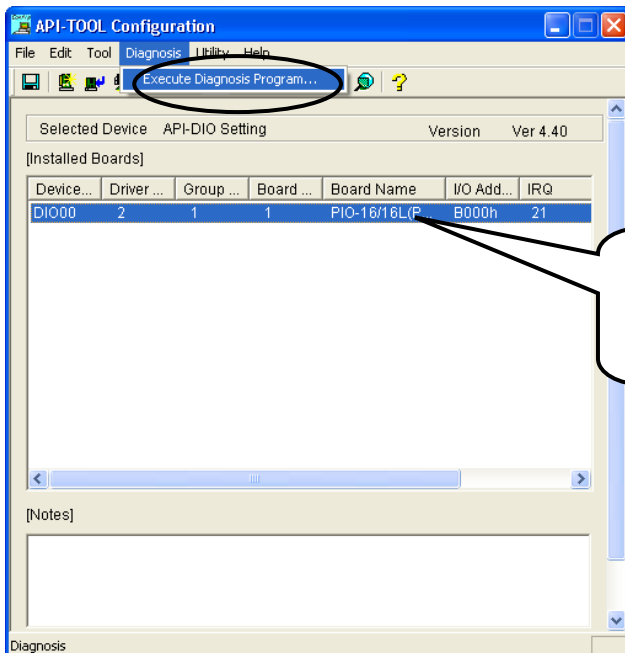 API-TOOL Configuration
File Edit Tool Diagnosis Utility Help
Execute Diagnosis Program...
Selected Device API-DIO Setting Version Ver 4.40
[Installed Boards]
Device... Driver ... Group ... Board ... Board Name I/O Add... IRQ
DIO00 2 1 1 PIO-16/16L(P... B000h 21
[Notes]
Diagnosis